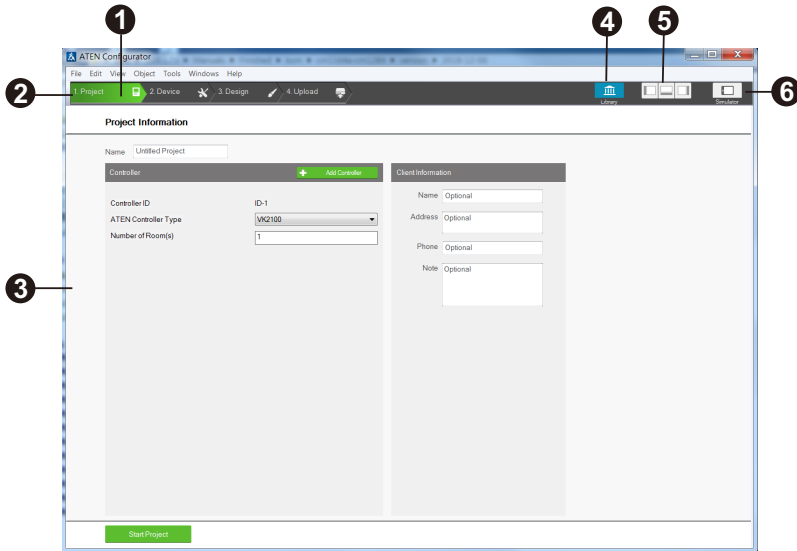 1
4
5
ATEN Configurator
File Edit View Object Tools Windows Help
2
1. Project 2. Device 3. Design 4. Upload
Library
Simulator
6
Project Information
Name Untitled Project
Controller
Add Controller
Client Information
Controller ID ID-1
ATEN Controller Type VK2100
Number of Room(s) 1
Name Optional
Address Optional
Phone Optional
Note Optional
3
Start Project